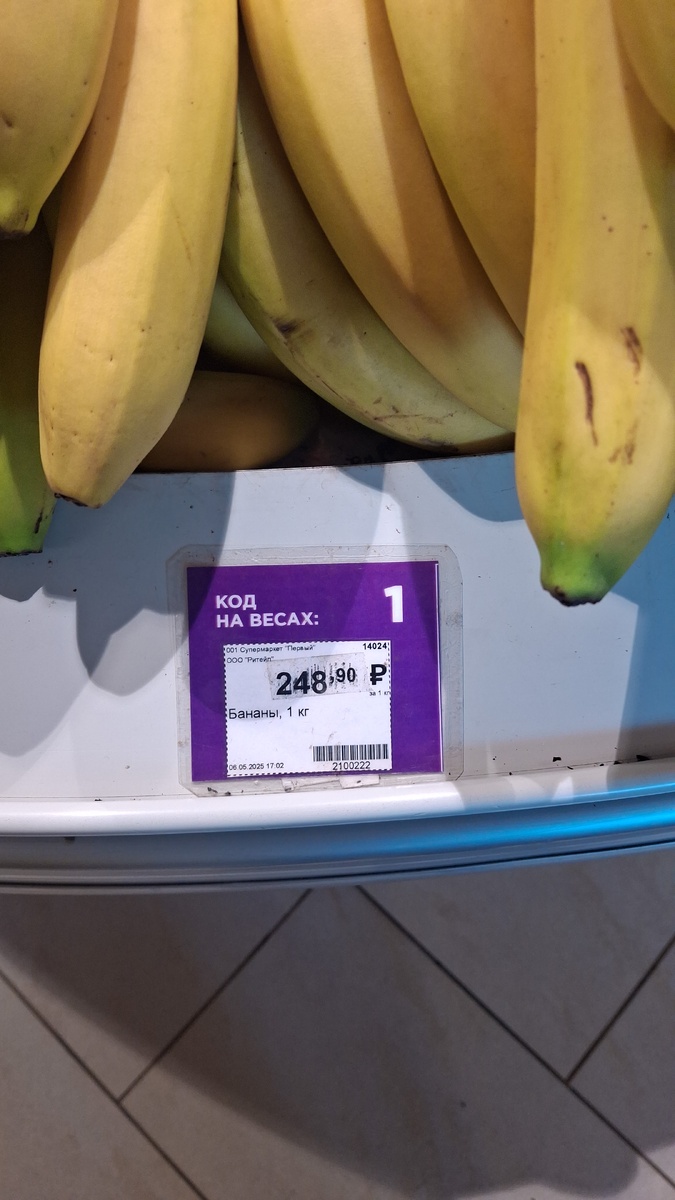 КОД
НА ВЕСАХ:
1
001 Супермаркет "Первый"
14024
ООО "Ритейл"
248,90 ₽
за 1 кг
Бананы, 1 кг
06.05.2025 17:02
2100222